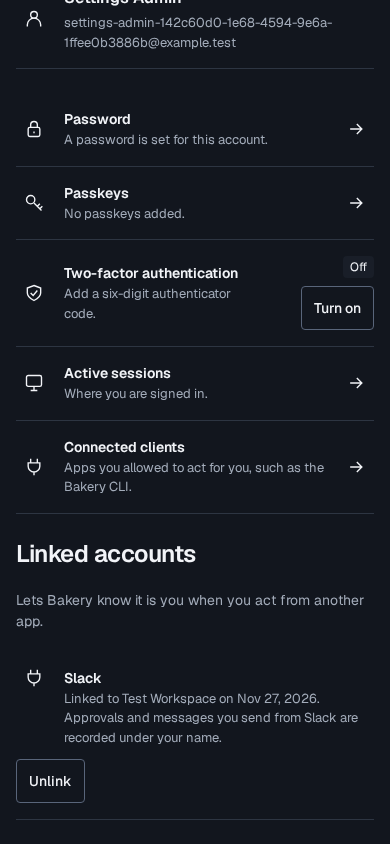 Settings Admin
settings-admin-142c60d0-1e68-4594-9e6a-
1ffee0b3886b@example.test
Password
A password is set for this account.
Passkeys
No passkeys added.
Off
Two-factor authentication
Add a six-digit authenticator
code.
Turn on
Active sessions
Where you are signed in.
Connected clients
Apps you allowed to act for you, such as the
Bakery CLI.
Linked accounts
Lets Bakery know it is you when you act from another
app.
Slack
Linked to Test Workspace on Nov 27, 2026.
Approvals and messages you send from Slack are
recorded under your name.
Unlink